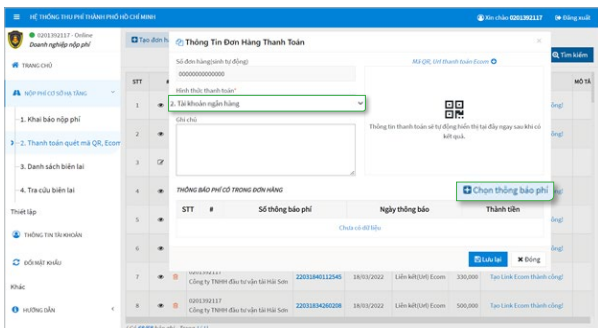 HỆ THỐNG THU PHÍ THÀNH PHỐ HỒ CHÍ MINH
Xin chào 0201392117
Đăng xuất
0201392117 - Online
Doanh nghiệp nộp phí
TRANG CHỦ
NỘP PHÍ CƠ SỞ HẠ TẦNG
1. Khai báo nộp phí
2. Thanh toán quét mã QR, Ecom
3. Danh sách biên lai
4. Tra cứu biên lai
Thiết lập
THÔNG TIN TÀI KHOẢN
ĐỔI MẬT KHẨU
Khác
HƯỚNG DẪN
Tạo đơn h
Tìm kiếm
STT
MÔ TẢ
Thông Tin Đơn Hàng Thanh Toán
Số đơn hàng(sinh tự động)
0000000000000
Hình thức thanh toán*
2. Tài khoản ngân hàng
Ghi chú
Mã QR, Url thanh toán Ecom
Thông tin thanh toán sẽ tự động hiển thị tại đây ngay sau khi có
kết quả.
THÔNG BÁO PHÍ CÓ TRONG ĐƠN HÀNG
Chọn thông báo phí
STT # Số thông báo phí Ngày thông báo Thành tiền
Chưa có dữ liệu
Lưu lại
Đóng
1
2
3
4
5
6
7 0201392117
Công ty TNHH đầu tư vận tải Hải Sơn 22031840112545 18/03/2022 Liên kết(Url) Ecom 330,000 Tạo Link Ecom thành công!
8 0201392117
Công ty TNHH đầu tư vận tải Hải Sơn 22031834260208 18/03/2022 Liên kết(Url) Ecom 500,000 Tạo Link Ecom thành công!